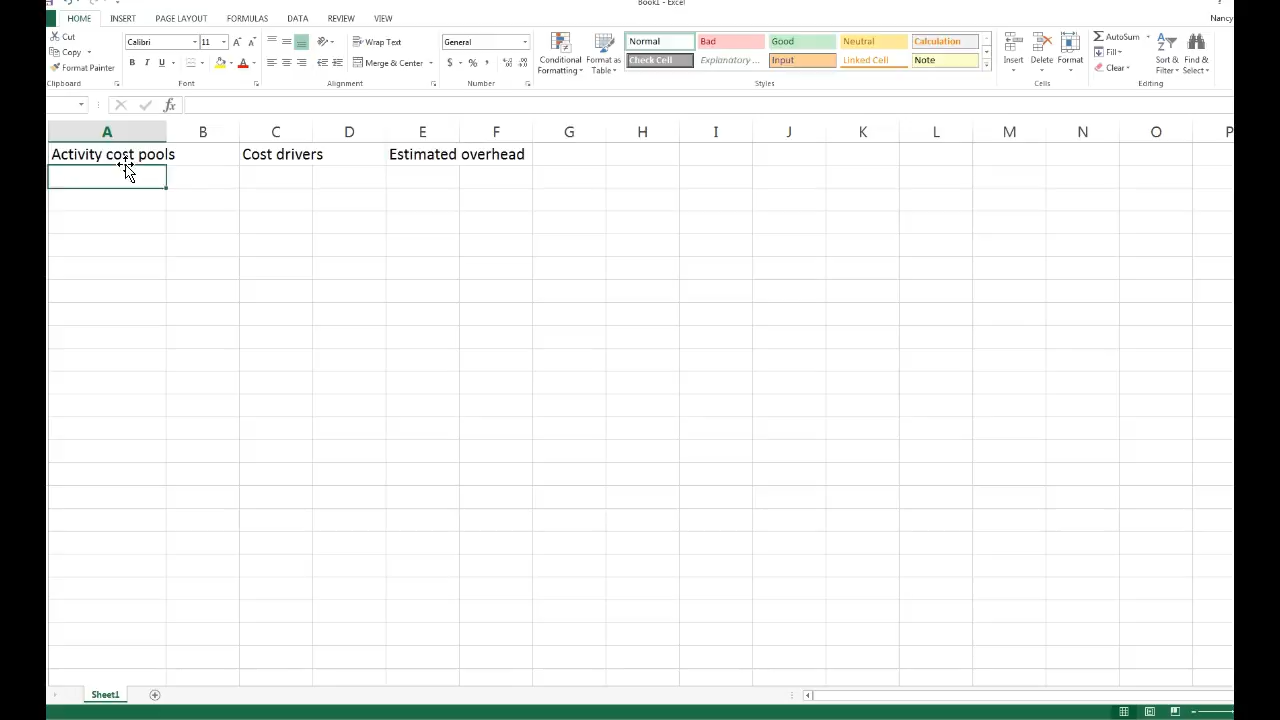 Book1 - Excel
HOME INSERT PAGE LAYOUT FORMULAS DATA REVIEW VIEW
Nancy
Cut
Copy
Format Painter
Clipboard
Calibri 11
B I U
Font
Wrap Text
Merge & Center
Alignment
General
$ % ,
Number
Conditional Formatting
Format as Table
Normal Bad Good Neutral Calculation
Check Cell Explanatory ... Input Linked Cell Note
Styles
Insert Delete Format
Cells
AutoSum
Fill
Clear
Sort & Filter
Find & Select
Editing
fx
A B C D E F G H I J K L M N O P
Activity cost pools Cost drivers Estimated overhead
Sheet1